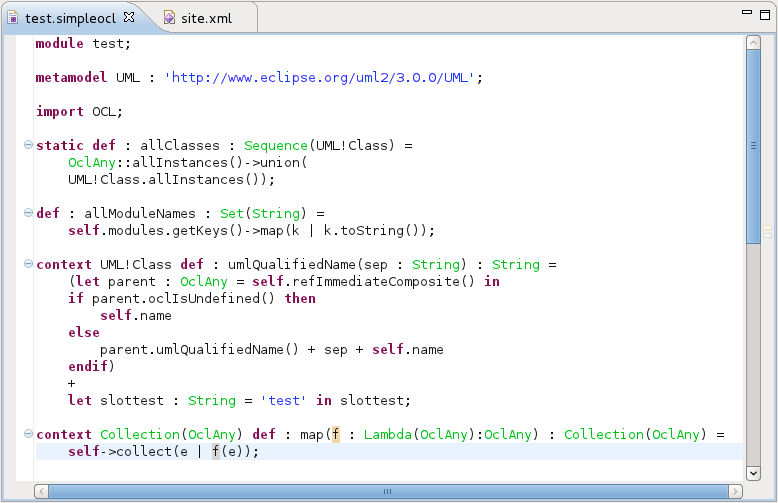 test.simpleocl site.xml
module test;
metamodel UML : 'http://www.eclipse.org/uml2/3.0.0/UML';
import OCL;
static def : allClasses : Sequence(UML!Class) =
    OclAny::allInstances()->union(
    UML!Class.allInstances());
def : allModuleNames : Set(String) =
    self.modules.getKeys()->map(k | k.toString());
context UML!Class def : umlQualifiedName(sep : String) : String =
    (let parent : OclAny = self.refImmediateComposite() in
    if parent.oclIsUndefined() then
        self.name
    else
        parent.umlQualifiedName() + sep + self.name
    endif)
    +
    let slottest : String = 'test' in slottest;
context Collection(OclAny) def : map(f : Lambda(OclAny):OclAny) : Collection(OclAny) =
    self->collect(e | f(e));